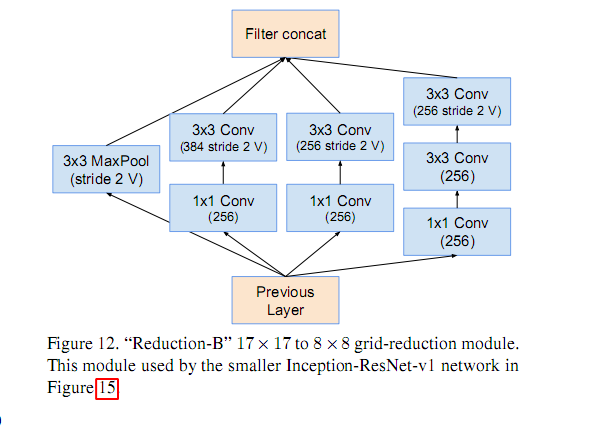 Filter concat
3x3 MaxPool
(stride 2 V)
3x3 Conv
(384 stride 2 V)
1x1 Conv
(256)
3x3 Conv
(256 stride 2 V)
1x1 Conv
(256)
3x3 Conv
(256 stride 2 V)
3x3 Conv
(256)
1x1 Conv
(256)
Previous
Layer
Figure 12. “Reduction-B” 17 × 17 to 8 × 8 grid-reduction module.
This module used by the smaller Inception-ResNet-v1 network in
Figure 15